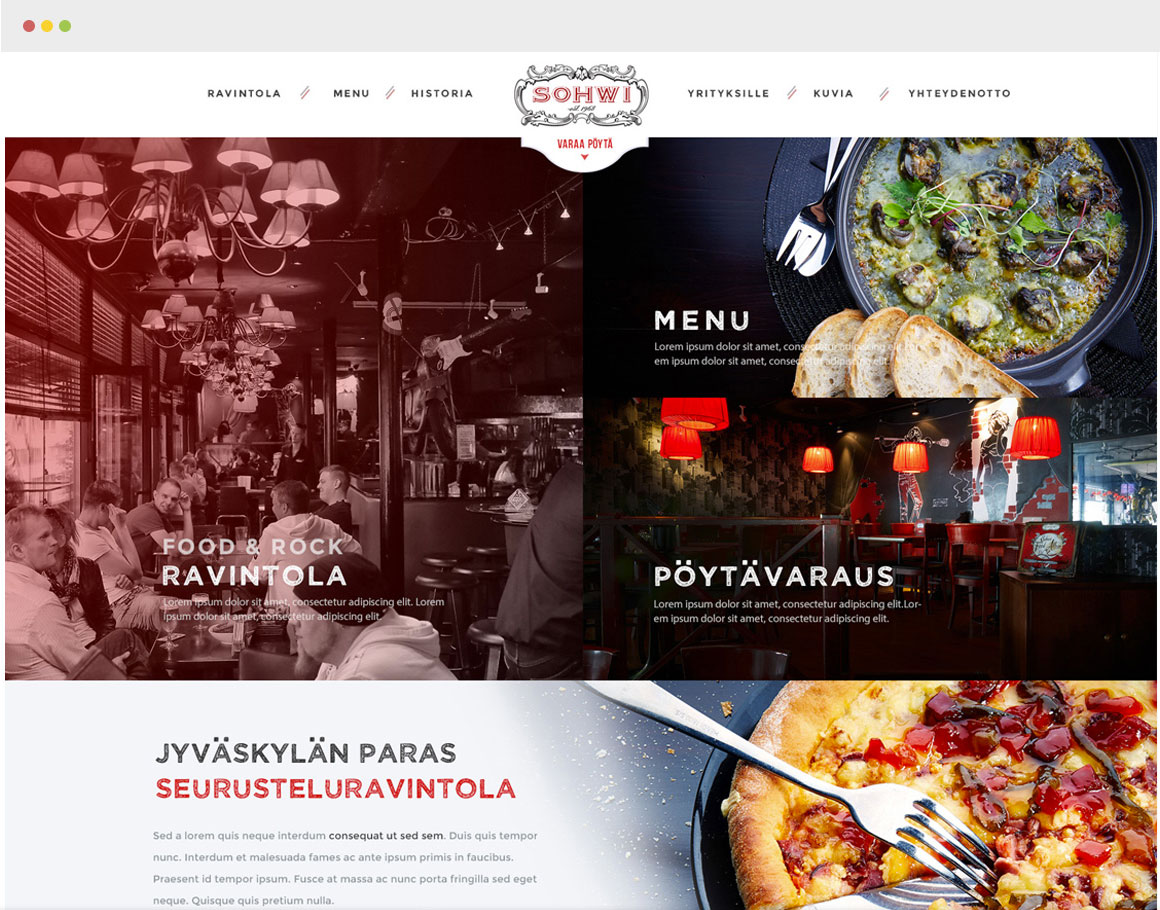 RAVINTOLA
MENU
HISTORIA
SOHWI
est. 1968
VARAA PÖYTÄ
YRITYKSILLE
KUVIA
YHTEYDENOTTO
FOOD & ROCK
RAVINTOLA
Lorem ipsum dolor sit amet, consectetur adipiscing elit. Lorem
ipsum dolor sit amet, consectetur adipiscing elit.
MENU
Lorem ipsum dolor sit amet, consectetur adipiscing elit.Lor-
em ipsum dolor sit amet, consectetur adipiscing elit.
PÖYTÄVARAUS
Lorem ipsum dolor sit amet, consectetur adipiscing elit.Lor-
em ipsum dolor sit amet, consectetur adipiscing elit.
JYVÄSKYLÄN PARAS
SEURUSTELURAVINTOLA
Sed a lorem quis neque interdum consequat ut sed sem. Duis quis tempor
nunc. Interdum et malesuada fames ac ante ipsum primis in faucibus.
Praesent id tempor ipsum. Fusce at massa ac nunc porta fringilla sed eget
neque. Quisque quis pretium nulla.